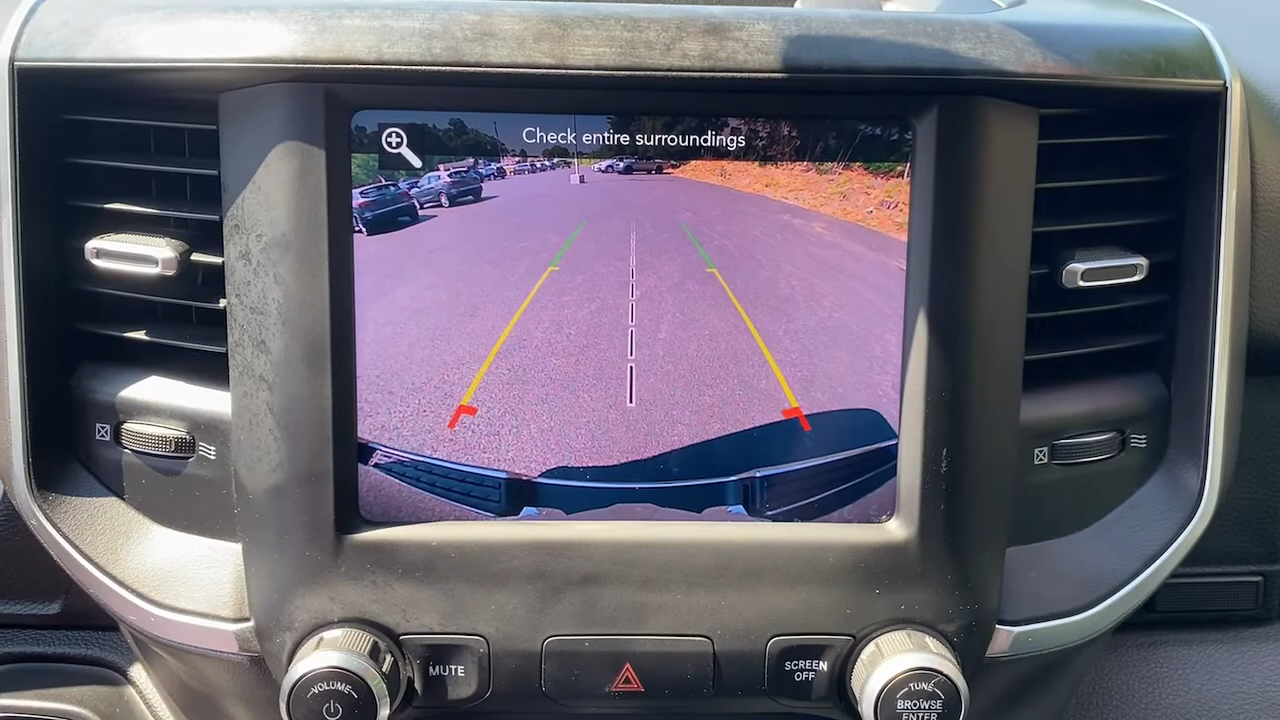 Check entire surroundings
VOLUME
MUTE
SCREEN
OFF
TUNE
BROWSE
ENTER